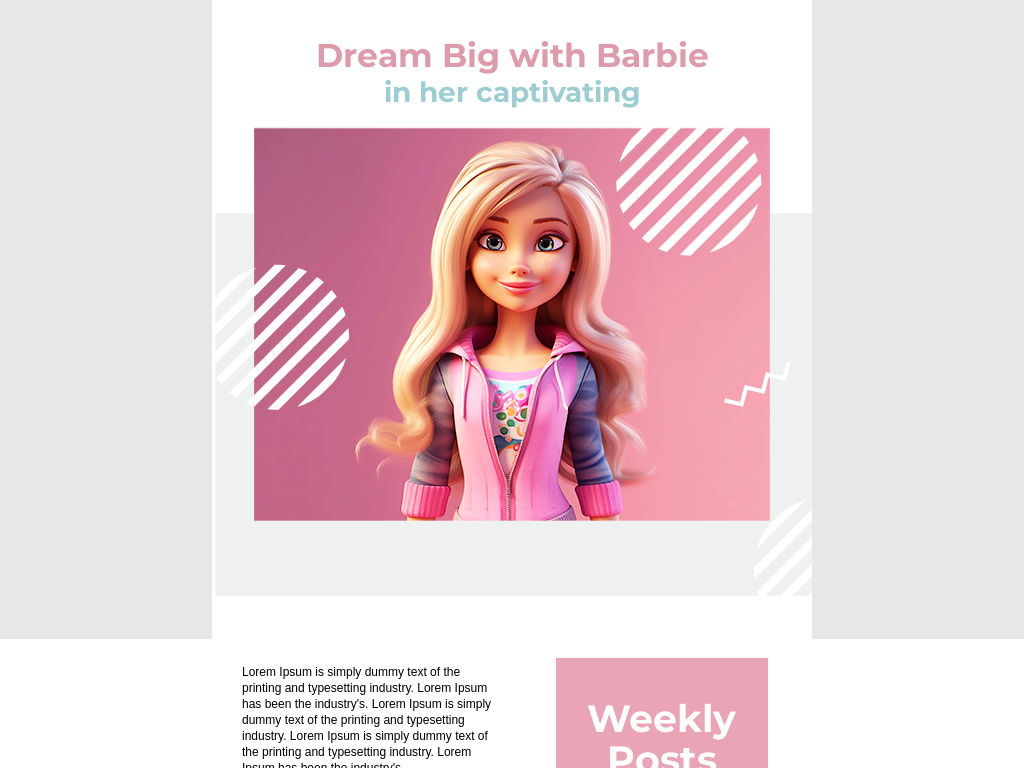 Dream Big with Barbie
in her captivating
Lorem Ipsum is simply dummy text of the
printing and typesetting industry. Lorem Ipsum
has been the industry's. Lorem Ipsum is simply
dummy text of the printing and typesetting
industry. Lorem Ipsum is simply dummy text of
the printing and typesetting industry. Lorem
Ipsum has been the industry's
Weekly
Posts